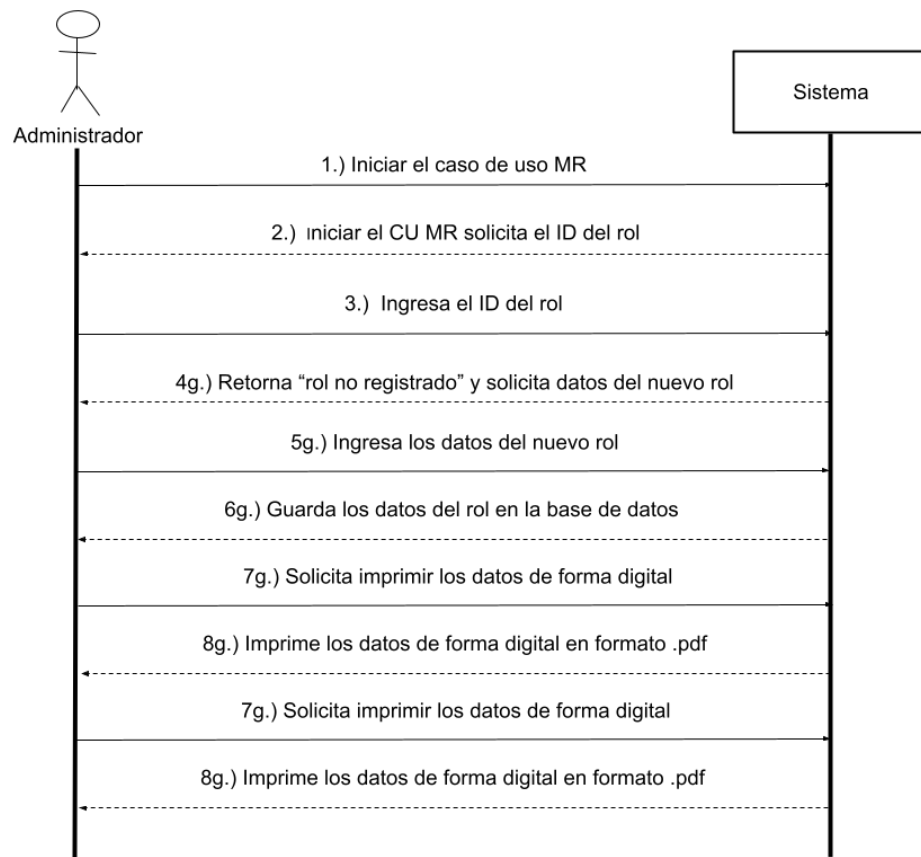 Sistema
Administrador
1.) Iniciar el caso de uso MR
2.) Iniciar el CU MR solicita el ID del rol
3.) Ingresa el ID del rol
4g.) Retorna “rol no registrado” y solicita datos del nuevo rol
5g.) Ingresa los datos del nuevo rol
6g.) Guarda los datos del rol en la base de datos
7g.) Solicita imprimir los datos de forma digital
8g.) Imprime los datos de forma digital en formato .pdf
7g.) Solicita imprimir los datos de forma digital
8g.) Imprime los datos de forma digital en formato .pdf